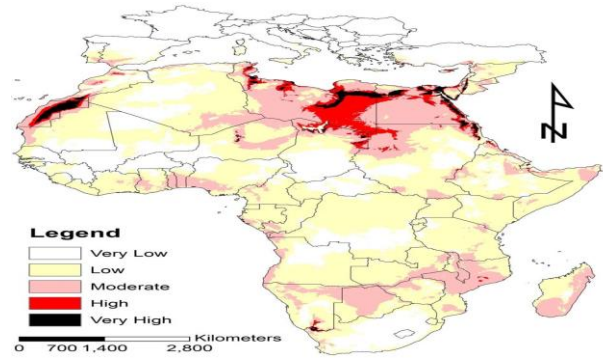 N
Legend
Very Low
Low
Moderate
High
Very High
Kilometers
0 700 1,400 2,800